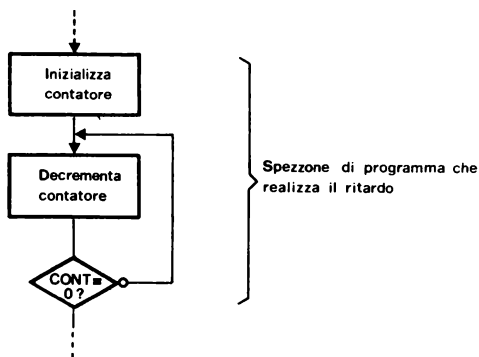 Inizializza
contatore
Decrementa
contatore
CONT=
0?
Spezzone di programma che
realizza il ritardo